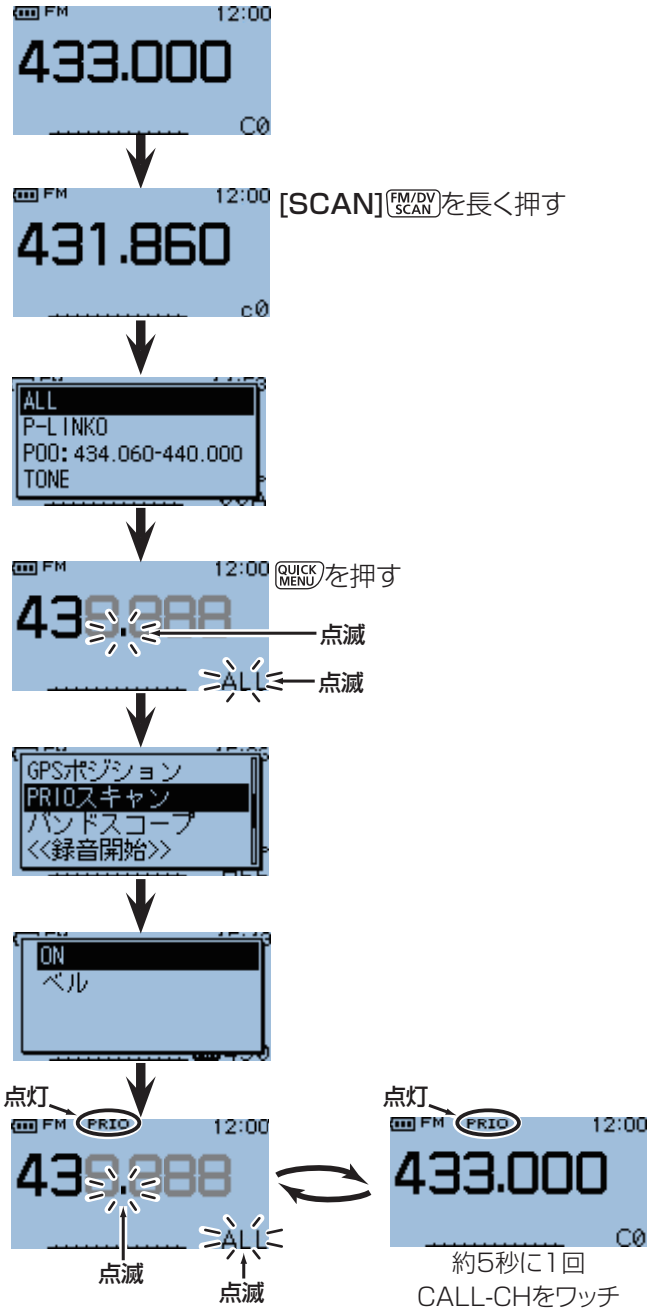 FM 12:00
433.000
C0
FM 12:00
431.860
c0
[SCAN] FM/DV SCAN を長く押す
ALL
P-LINK0
P00: 434.060-440.000
TONE
FM 12:00
QUICK MENU を押す
43
点滅
ALL
点滅
GPSポジション
PRIOスキャン
バンドスコープ
<<録音開始>>
ON
ベル
点灯
FM PRIO 12:00
43
ALL
点滅
点滅
点灯
FM PRIO 12:00
433.000
C0
約5秒に1回
CALL-CHをワッチ